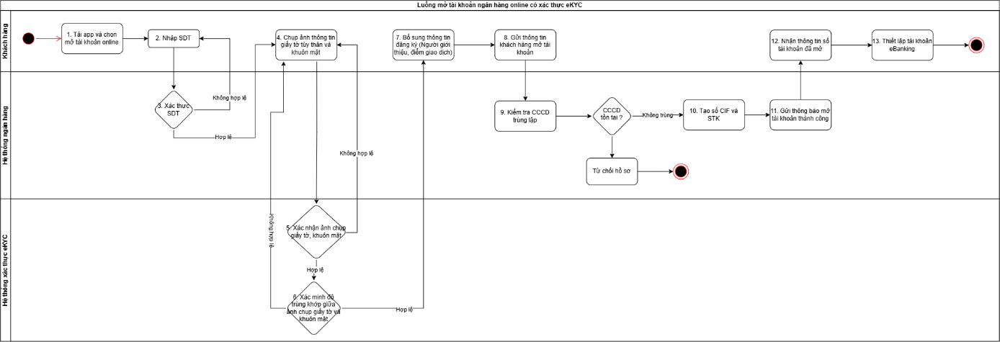 Luồng mở tài khoản ngân hàng online có xác thực eKYC
Khách hàng
1. Tải app và chọn
mở tài khoản online
2. Nhập SDT
4. Chụp ảnh thông tin
giấy tờ tùy thân và
khuôn mặt
7. Bổ sung thông tin
đăng ký (Người giới
thiệu, điểm giao dịch)
8. Gửi thông tin
khách hàng mở tài
khoản
12. Nhận thông tin số
tài khoản đã mở
13. Thiết lập tài khoản
eBanking
Hệ thống ngân hàng
3. Xác thực
SDT
Không hợp lệ
Hợp lệ
Không hợp lệ
9. Kiểm tra CCCD
trùng lặp
CCCD
tồn tại ?
Không trùng
10. Tạo số CIF và
STK
11. Gửi thông báo mở
tài khoản thành công
Từ chối hồ sơ
Hệ thống xác thực eKYC
Không hợp lệ
5. Xác nhận ảnh chụp
giấy tờ, khuôn mặt
Hợp lệ
6. Xác minh độ
trùng khớp giữa
ảnh chụp giấy tờ và
khuôn mặt
Hợp lệ